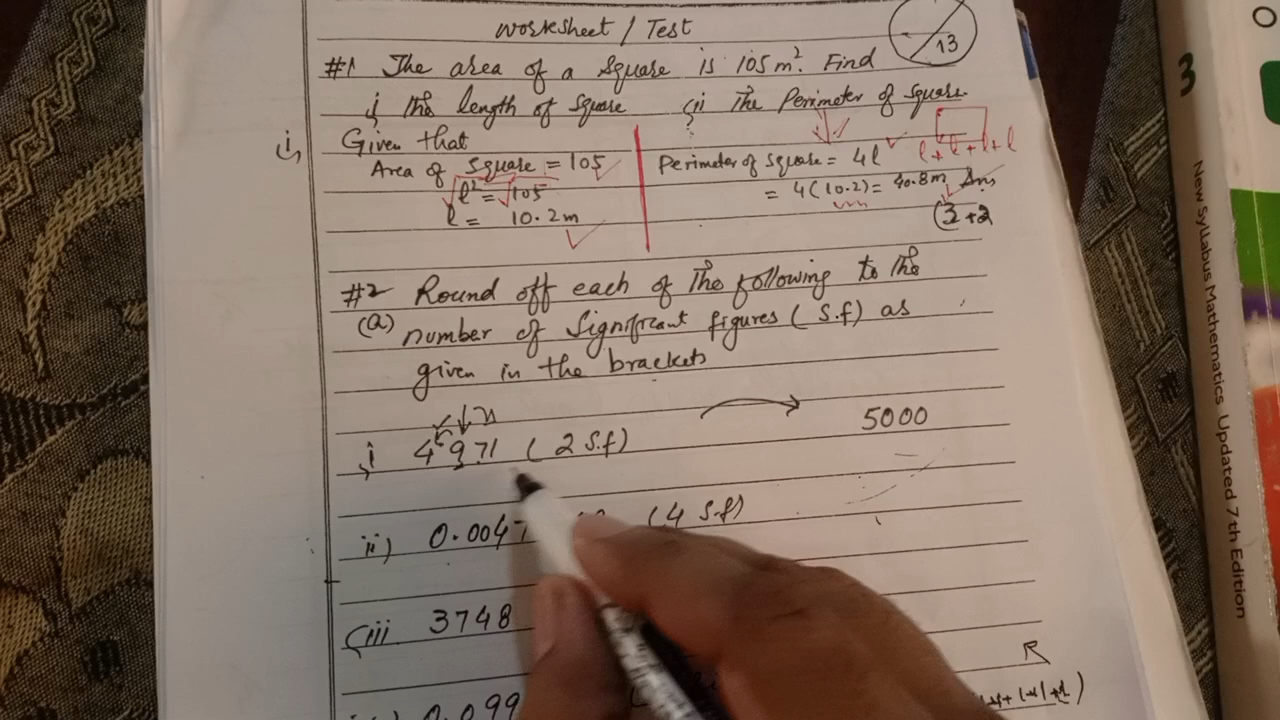 Worksheet / Test
13
#1 The area of a square is 105 m². Find
i) the length of square (ii) The Perimeter of square.
i) Given that
Area of square = 105
l² = 105
l = 10.2m
Perimeter of square = 4l
l + l + l + l
= 4(10.2) = 40.8m Ans
(3+2
#2 Round off each of the following to the
(a) number of significant figures (S.f) as
given in the brackets
i) 4971 (2 S.f) → 5000
ii) 0.0047 (4 S.f)
(iii 3748
0.099
3
New Syllabus Mathematics Updated 7th Edition